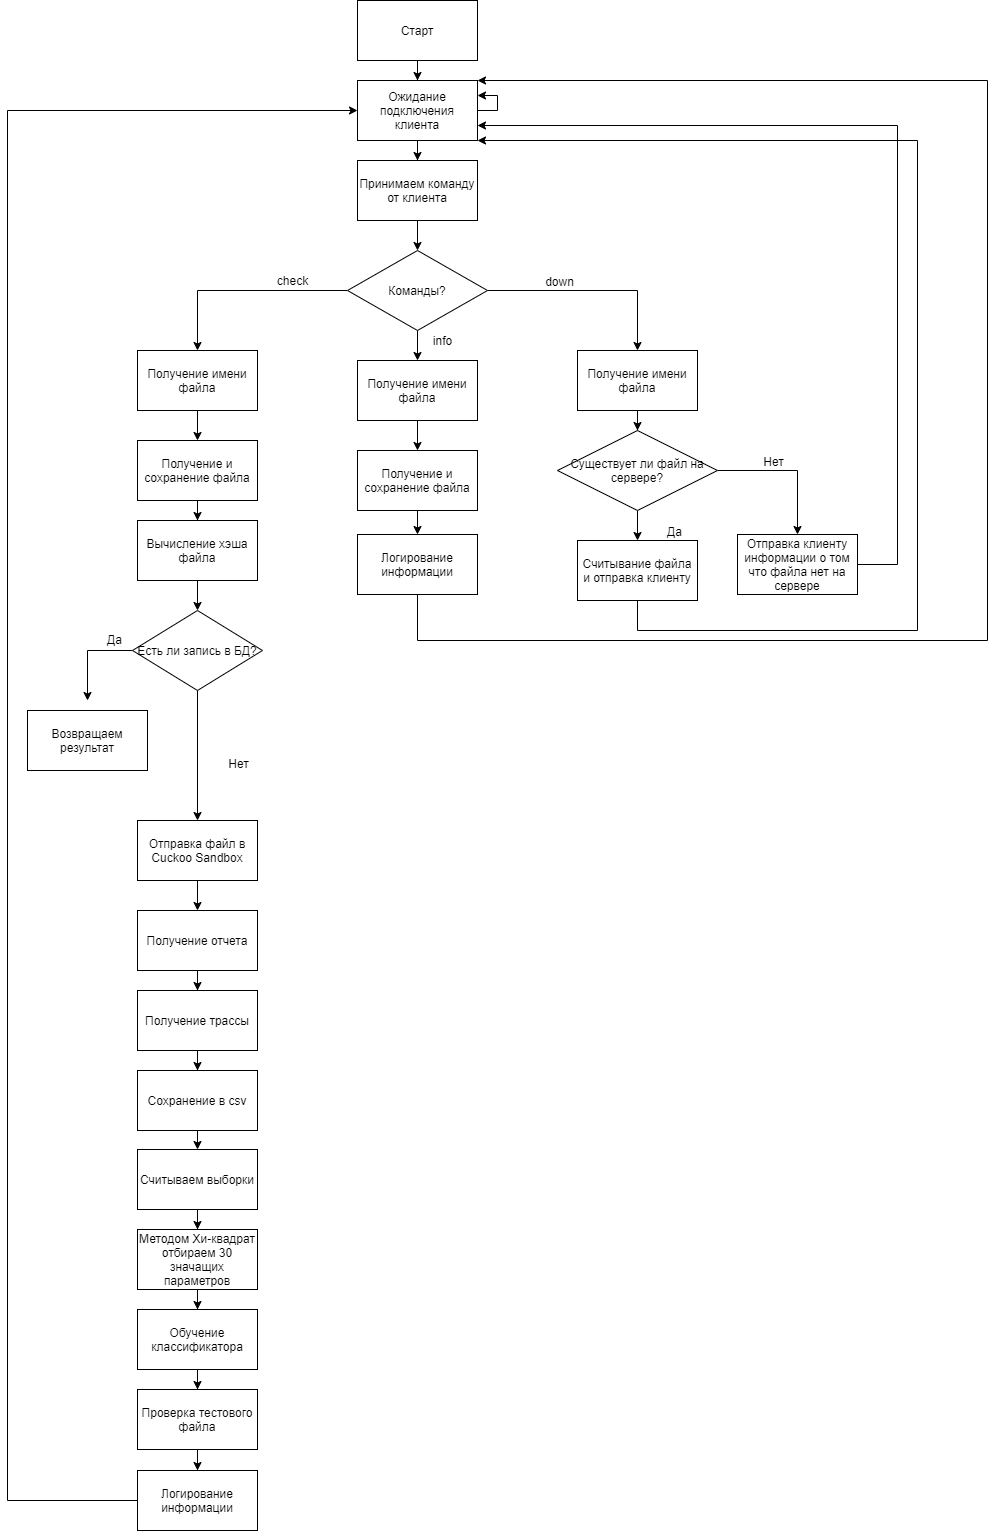 Старт
Ожидание
подключения
клиента
Принимаем команду
от клиента
check
Команды?
down
info
Получение имени
файла
Получение имени
файла
Получение имени
файла
Получение и
сохранение файла
Получение и
сохранение файла
Существует ли файл на
сервере?
Нет
Вычисление хэша
файла
Логирование
информации
Да
Считывание файла
и отправка клиенту
Отправка клиенту
информации о том
что файла нет на
сервере
Да
Есть ли запись в БД?
Возвращаем
результат
Нет
Отправка файл в
Cuckoo Sandbox
Получение отчета
Получение трассы
Сохранение в csv
Считываем выборки
Методом Хи-квадрат
отбираем 30
значащих
параметров
Обучение
классификатора
Проверка тестового
файла
Логирование
информации